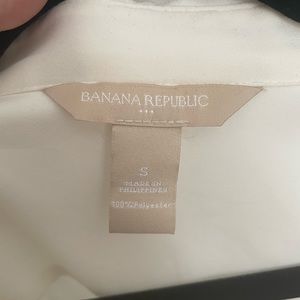 BANANA REPUBLIC
S
MADE IN
PHILIPPINES
100% Polyester